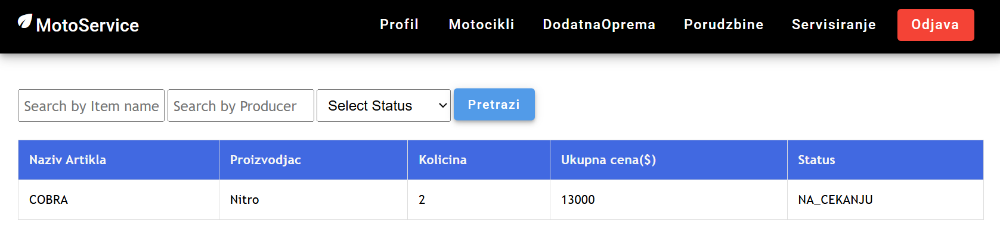 MotoService Profil Motocikli DodatnaOprema Porudzbine Servisiranje Odjava
Search by Item name Search by Producer Select Status Pretrazi
Naziv Artikla Proizvodjac Kolicina Ukupna cena($) Status
COBRA Nitro 2 13000 NA_CEKANJU